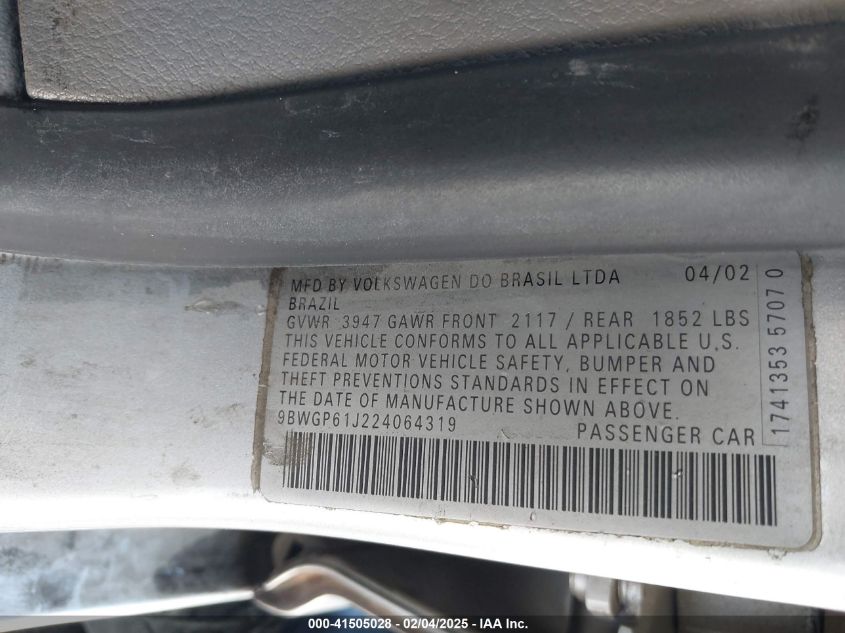 MFD BY VOLKSWAGEN DO BRASIL LTDA 04/02
BRAZIL
GVWR 3947 GAWR FRONT 2117 / REAR 1852 LBS
THIS VEHICLE CONFORMS TO ALL APPLICABLE U.S.
FEDERAL MOTOR VEHICLE SAFETY, BUMPER AND
THEFT PREVENTIONS STANDARDS IN EFFECT ON
THE DATE OF MANUFACTURE SHOWN ABOVE.
9BWGP61J224064319 PASSENGER CAR
1741353 57070
000-41505028 - 02/04/2025 - IAA Inc.